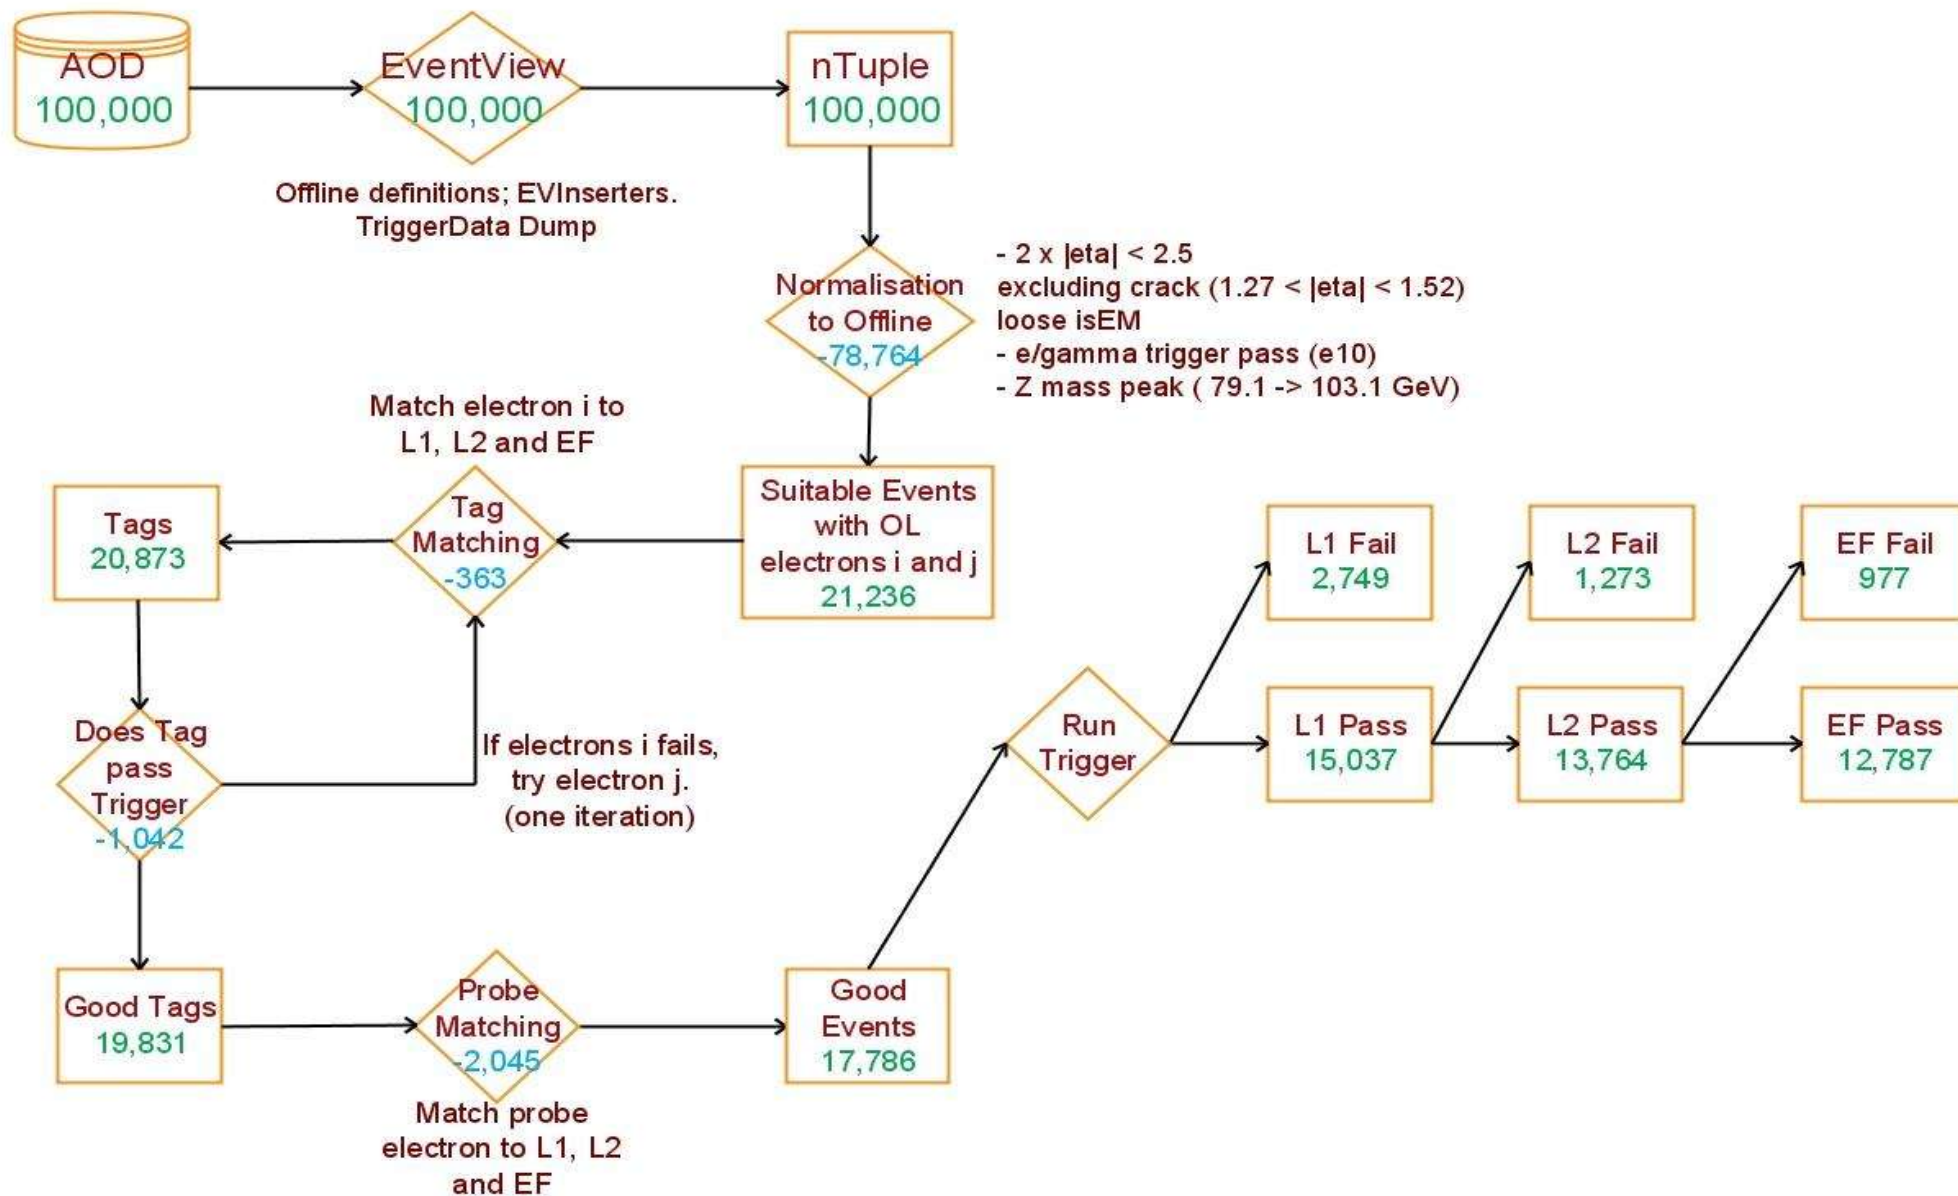 AOD
100,000
EventView
100,000
nTuple
100,000
Offline definitions; EVInserters.
TriggerData Dump
Normalisation
to Offline
-78,764
- 2 x |eta| < 2.5
excluding crack (1.27 < |eta| < 1.52)
loose isEM
- e/gamma trigger pass (e10)
- Z mass peak ( 79.1 -> 103.1 GeV)
Match electron i to
L1, L2 and EF
Tags
20,873
Tag
Matching
-363
Suitable Events
with OL
electrons i and j
21,236
L1 Fail
2,749
L2 Fail
1,273
EF Fail
977
Does Tag
pass
Trigger
-1,042
If electrons i fails,
try electron j.
(one iteration)
Run
Trigger
L1 Pass
15,037
L2 Pass
13,764
EF Pass
12,787
Good Tags
19,831
Probe
Matching
-2,045
Good
Events
17,786
Match probe
electron to L1, L2
and EF